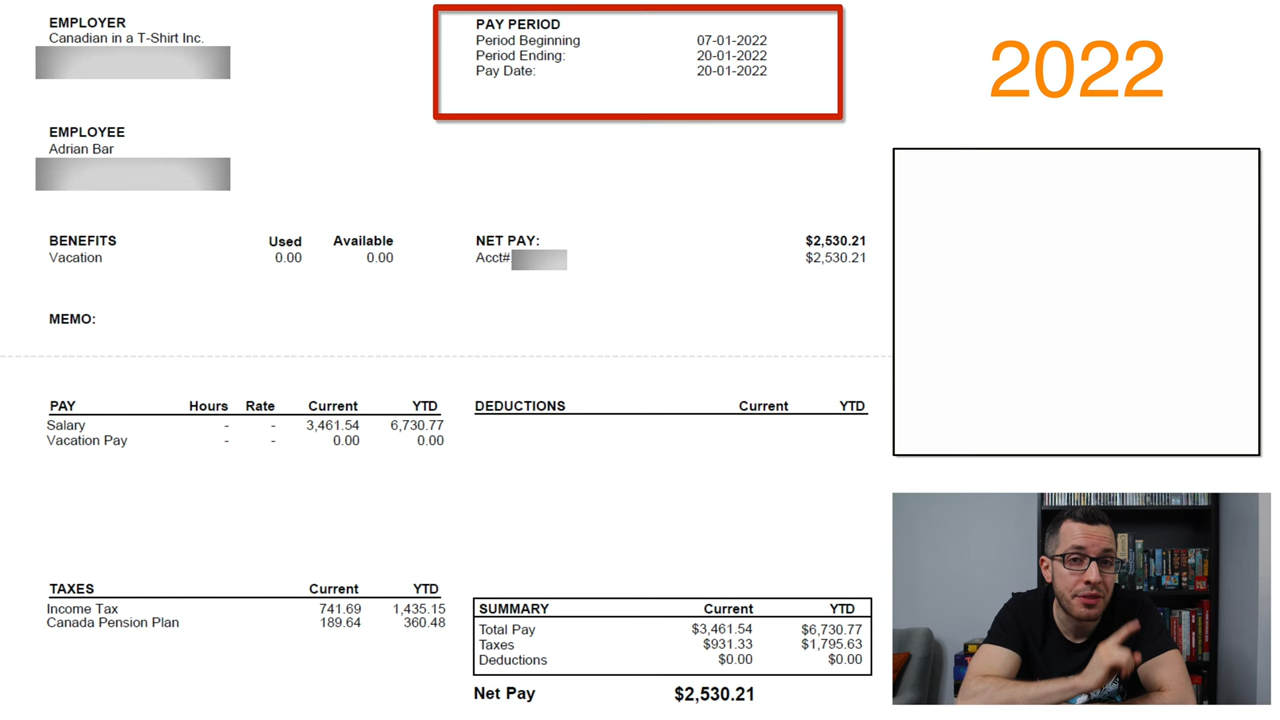 EMPLOYER
Canadian in a T-Shirt Inc.
PAY PERIOD
Period Beginning 07-01-2022
Period Ending: 20-01-2022
Pay Date: 20-01-2022
2022
EMPLOYEE
Adrian Bar
BENEFITS Used Available
Vacation 0.00 0.00
NET PAY: $2,530.21
Acct# $2,530.21
MEMO:
PAY Hours Rate Current YTD
Salary - - 3,461.54 6,730.77
Vacation Pay - - 0.00 0.00
DEDUCTIONS Current YTD
TAXES Current YTD
Income Tax 741.69 1,435.15
Canada Pension Plan 189.64 360.48
SUMMARY Current YTD
Total Pay $3,461.54 $6,730.77
Taxes $931.33 $1,795.63
Deductions $0.00 $0.00
Net Pay $2,530.21